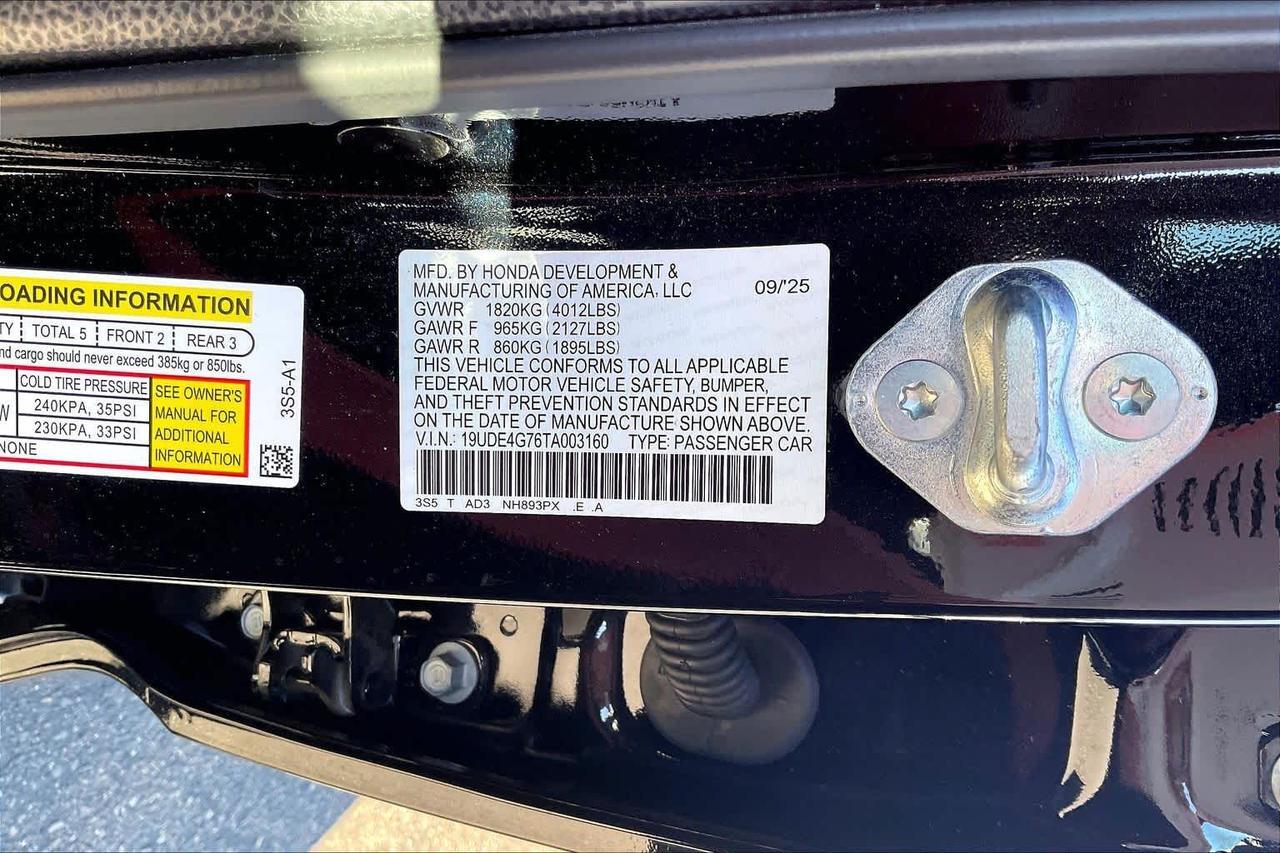 OADING INFORMATION
TY TOTAL 5 FRONT 2 REAR 3
nd cargo should never exceed 385kg or 850lbs.
COLD TIRE PRESSURE
W 240KPA, 35PSI
230KPA, 33PSI
NONE
SEE OWNER'S
MANUAL FOR
ADDITIONAL
INFORMATION
3S5-A1
MFD. BY HONDA DEVELOPMENT &
MANUFACTURING OF AMERICA, LLC 09/'25
GVWR 1820KG (4012LBS)
GAWR F 965KG (2127LBS)
GAWR R 860KG (1895LBS)
THIS VEHICLE CONFORMS TO ALL APPLICABLE
FEDERAL MOTOR VEHICLE SAFETY, BUMPER,
AND THEFT PREVENTION STANDARDS IN EFFECT
ON THE DATE OF MANUFACTURE SHOWN ABOVE.
V.I.N.: 19UDE4G76TA003160 TYPE: PASSENGER CAR
3S5 T AD3 NH893PX .E .A